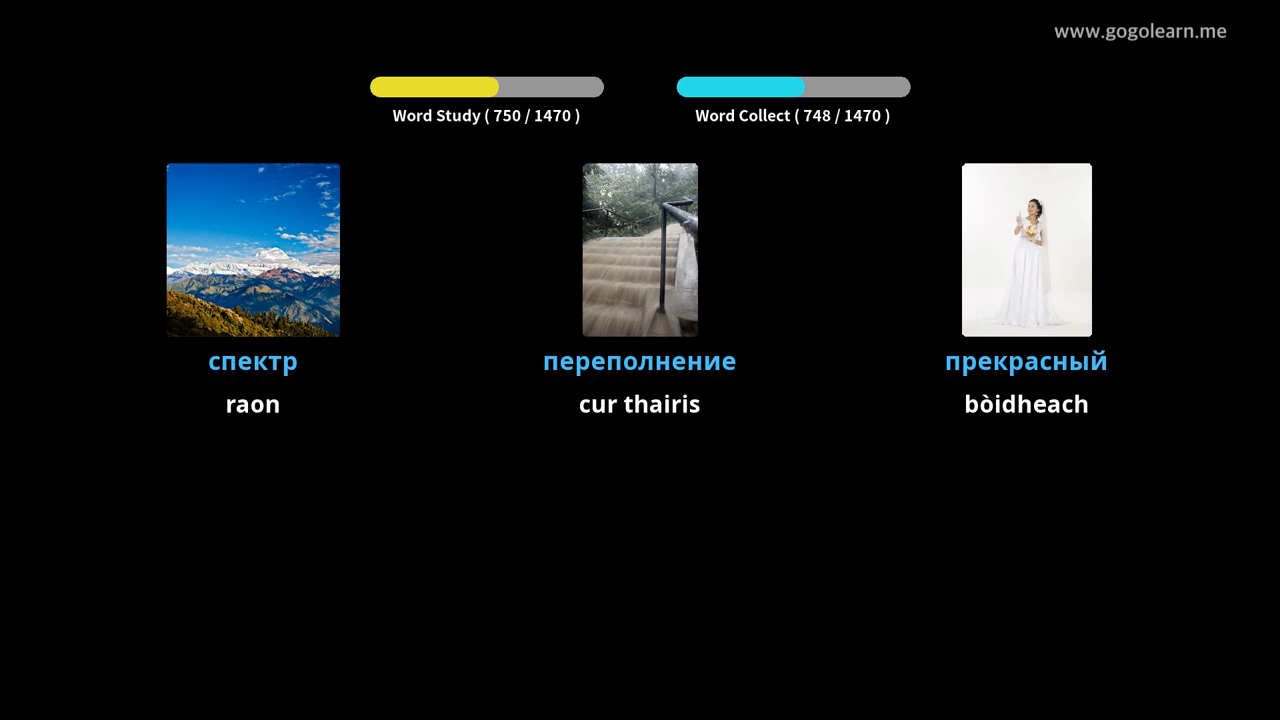 www.gogolearn.me
Word Study ( 750 / 1470 )
Word Collect ( 748 / 1470 )
спектр
переполнение
прекрасный
raon
cur thairis
bòidheach